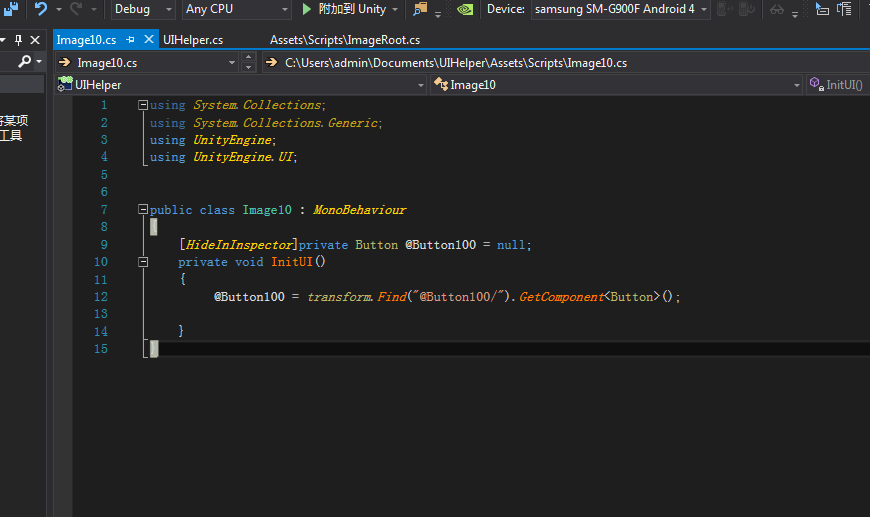 Debug Any CPU 附加到 Unity Device: samsung SM-G900F Android 4
Image10.cs UIHelper.cs Assets\Scripts\ImageRoot.cs
Image10.cs C:\Users\admin\Documents\UIHelper\Assets\Scripts\Image10.cs
UIHelper Image10 InitUI()
某项
工具
1 using System.Collections;
2 using System.Collections.Generic;
3 using UnityEngine;
4 using UnityEngine.UI;
5
6
7 public class Image10 : MonoBehaviour
8 {
9 [HideInInspector]private Button @Button100 = null;
10 private void InitUI()
11 {
12 @Button100 = transform.Find("@Button100/").GetComponent<Button>();
13
14 }
15 }